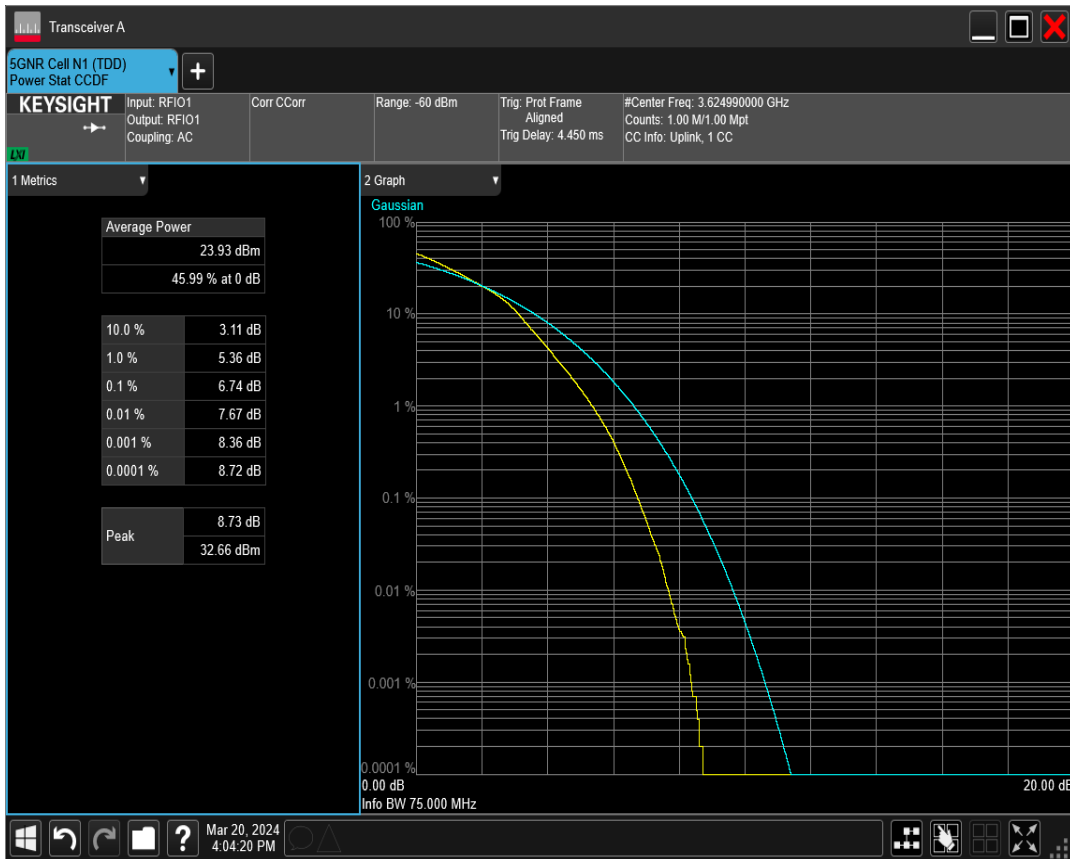 Transceiver A
5GNR Cell N1 (TDD)
Power Stat CCDF
KEYSIGHT
LXI
Input: RFIO1
Output: RFIO1
Coupling: AC
Corr CCorr
Range: -60 dBm
Trig: Prot Frame
Aligned
Trig Delay: 4.450 ms
#Center Freq: 3.624990000 GHz
Counts: 1.00 M/1.00 Mpt
CC Info: Uplink, 1 CC
1 Metrics
Average Power
23.93 dBm
45.99 % at 0 dB
10.0 % 3.11 dB
1.0 % 5.36 dB
0.1 % 6.74 dB
0.01 % 7.67 dB
0.001 % 8.36 dB
0.0001 % 8.72 dB
Peak
8.73 dB
32.66 dBm
2 Graph
Gaussian
100 %
10 %
1 %
0.1 %
0.01 %
0.001 %
0.0001 %
0.00 dB
20.00 dB
Info BW 75.000 MHz
?
Mar 20, 2024
4:04:20 PM